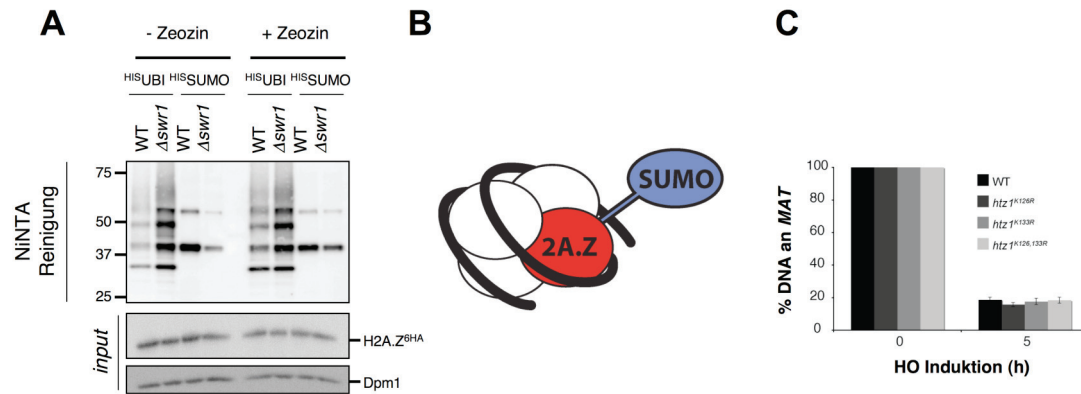 A
- Zeozin + Zeozin
HISUBI HISSUMO HISUBI HISSUMO
WT Δswr1 WT Δswr1 WT Δswr1 WT Δswr1
NiNTA
Reinigung
75
50
37
25
input
H2A.Z6HA
Dpm1
B
SUMO
2A.Z
C
% DNA an MAT
100
80
60
40
20
0
WT
htz1K126R
htz1K133R
htz1K126,133R
0 5
HO Induktion (h)